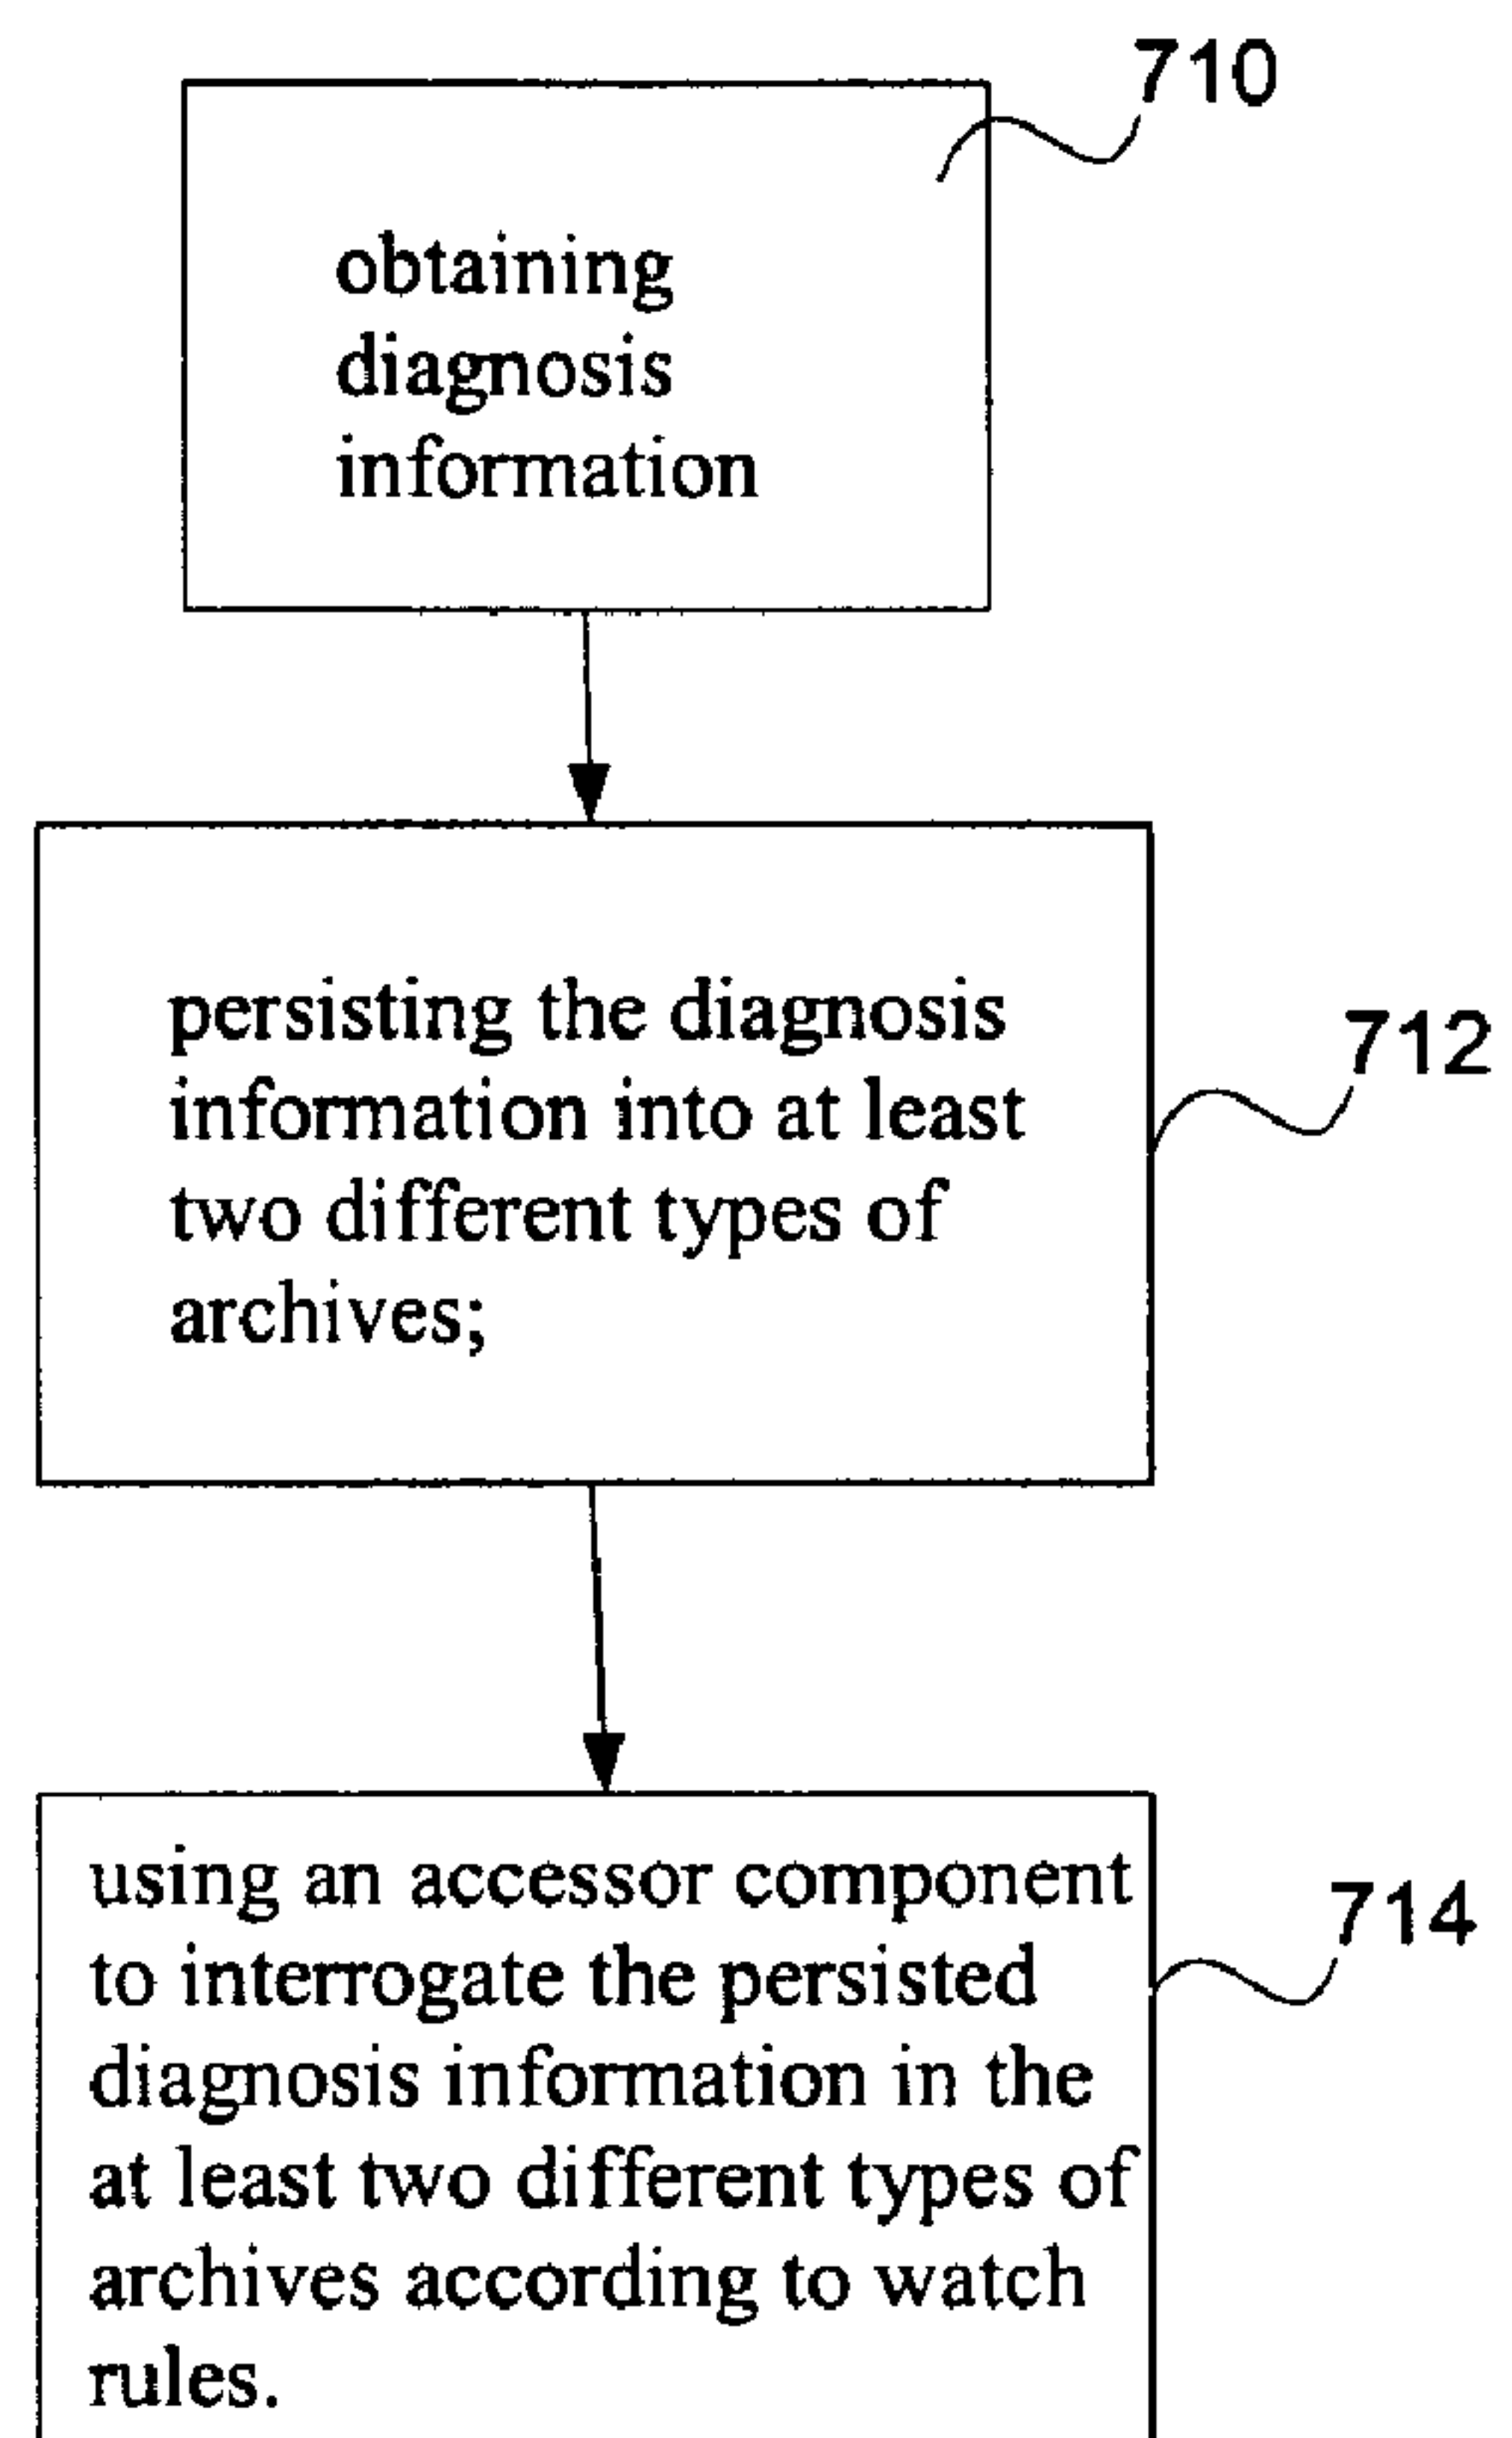 710
obtaining
diagnosis
information
persisting the diagnosis
information into at least
two different types of
archives;
712
using an accessor component
to interrogate the persisted
diagnosis information in the
at least two different types of
archives according to watch
rules.
714